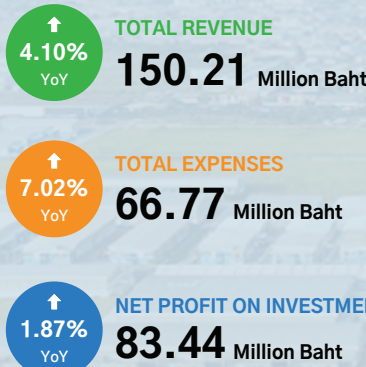 4.10%
YoY
TOTAL REVENUE
150.21 Million Baht
7.02%
YoY
TOTAL EXPENSES
66.77 Million Baht
1.87%
YoY
NET PROFIT ON INVESTME
83.44 Million Baht